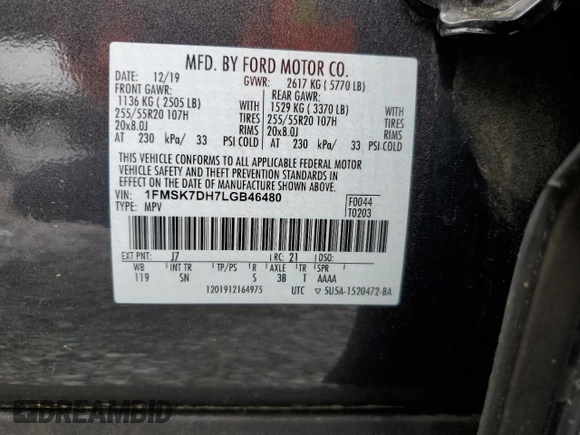 MFD. BY FORD MOTOR CO.
DATE: 12/19 GVWR: 2617 KG ( 5770 LB)
FRONT GAWR: REAR GAWR:
1136 KG ( 2505 LB) WITH 1529 KG ( 3370 LB) WITH
255/55R20 107H TIRES 255/55R20 107H TIRES
20x8.0J RIMS 20x8.0J RIMS
AT 230 kPa/ 33 PSI COLD AT 230 kPa/ 33 PSI COLD
THIS VEHICLE CONFORMS TO ALL APPLICABLE FEDERAL MOTOR
VEHICLE SAFETY AND THEFT PREVENTION STANDARDS IN
EFFECT ON THE DATE OF MANUFACTURE SHOWN ABOVE.
VIN: 1FMSK7DH7LGB46480 F0044
TYPE: MPV T0203
EXT PNT: J7 RC: 21 DSO:
WB INT TR TP/PS R AXLE TR SPR
119 SN S 3B T AAAA
1201912164975 UTC ▽ 5U5A-1520472-BA
DREAMBID